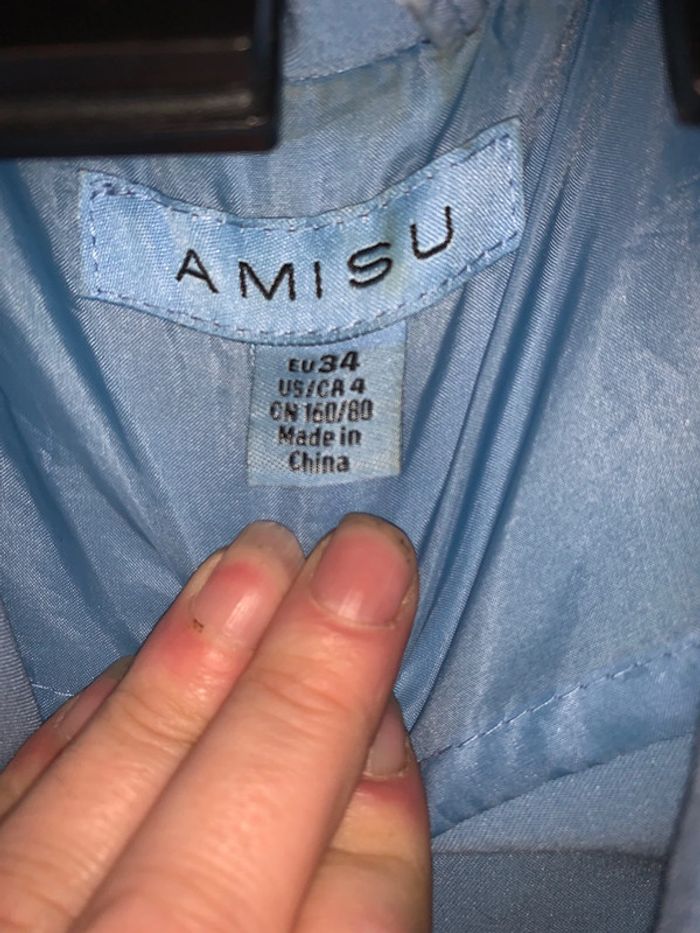 AMISU
EU34
US/CA 4
CN 160/80
Made in
China